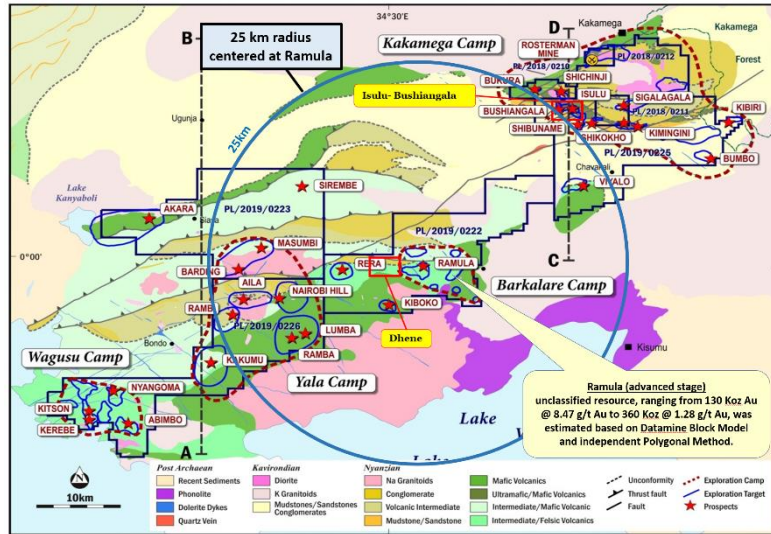 34°30'
B
D
25 km radius
centered at Ramula
Kakamega Camp
Kakamega
ROSTERMAN
MINE
PL/2018/0210
PL/2018/0212
Forest
BUKURA
SHICHINJI
Isulu- Bushiangala
ISULU
SIGALAGALA
PL/2018/0211
KIBIRI
BUSHIANGALA
SHIBUNAME
SHIKOKHO
KIMINGINI
PL/2019/0225
BUMBO
Ugunja
25km
Chavakali
VIYALO
Lake
Kanyaboli
SIREMBE
AKARA
PL/2019/0223
Siaya
PL/2019/0222
0°00'
MASUMBI
C
BARDING
RERA
RAMULA
AILA
NAIROBI HILL
Barkalare Camp
RAMBI
KIBOKO
PL/2019/0226
Dhene
LUMBA
Bondo
Kisumu
Wagusu Camp
KAKUMU
RAMBA
NYANGOMA
Yala Camp
KITSON
ABIMBO
KEREBE
Lake
A
Ramula (advanced stage)
unclassified resource, ranging from 130 Koz Au
@ 8.47 g/t Au to 360 Koz @ 1.28 g/t Au, was
estimated based on Datamine Block Model
and independent Polygonal Method.
N
10km
Post Archaean
Recent Sediments
Phonolite
Dolerite Dykes
Quartz Vein
Kavirondian
Diorite
K Granitoids
Mudstones/Sandstones
Conglomerates
Nyanzian
Na Granitoids
Conglomerate
Volcanic Intermediate
Mudstone/Sandstone
Mafic Volcanics
Ultramafic/Mafic Volcanics
Intermediate/Mafic Volcanic
Intermediate/Felsic Volcanics
Unconformity
Thrust fault
Fault
Exploration Camp
Exploration Target
Prospects